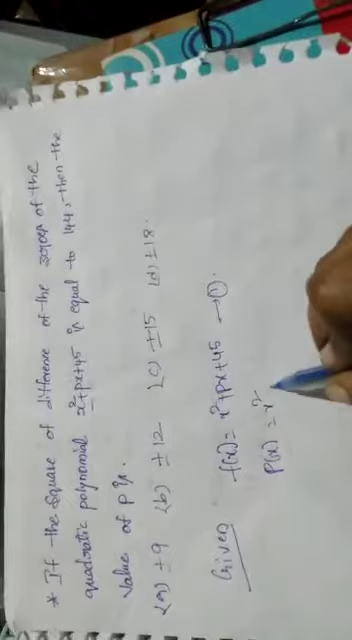 * If the square of difference of the zeroes of the
quadratic polynomial x²+px+45 is equal to 144, then the
value of p is.
(a) ±9 (b) ±12 (c) ±15 (d) ±18.
Given f(x) = x²+px+45 →①.
P(x) = x²